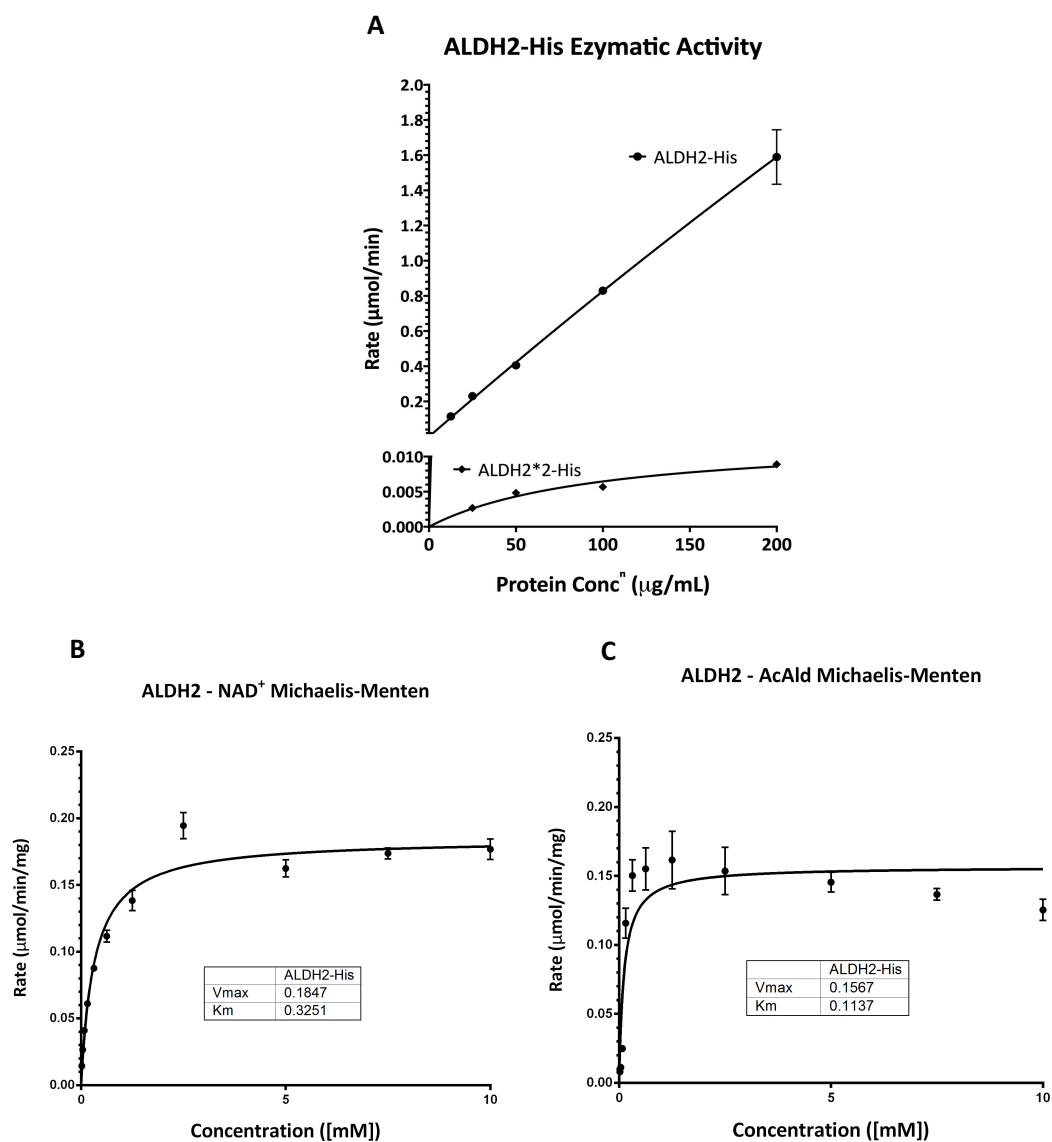 A
ALDH2-His Ezymatic Activity
2.0
1.8
1.6
1.4
1.2
1.0
0.8
0.6
0.4
0.2
Rate (μmol/min)
ALDH2-His
0.010
0.005
0.000
ALDH2*2-His
0 50 100 150 200
Protein Concⁿ (μg/mL)
B
ALDH2 - NAD⁺ Michaelis-Menten
0.25
0.20
0.15
0.10
0.05
0.00
Rate (μmol/min/mg)
ALDH2-His
Vmax 0.1847
Km 0.3251
0 5 10
Concentration ([mM])
C
ALDH2 - AcAld Michaelis-Menten
0.25
0.20
0.15
0.10
0.05
0.00
Rate (μmol/min/mg)
ALDH2-His
Vmax 0.1567
Km 0.1137
0 5 10
Concentration ([mM])